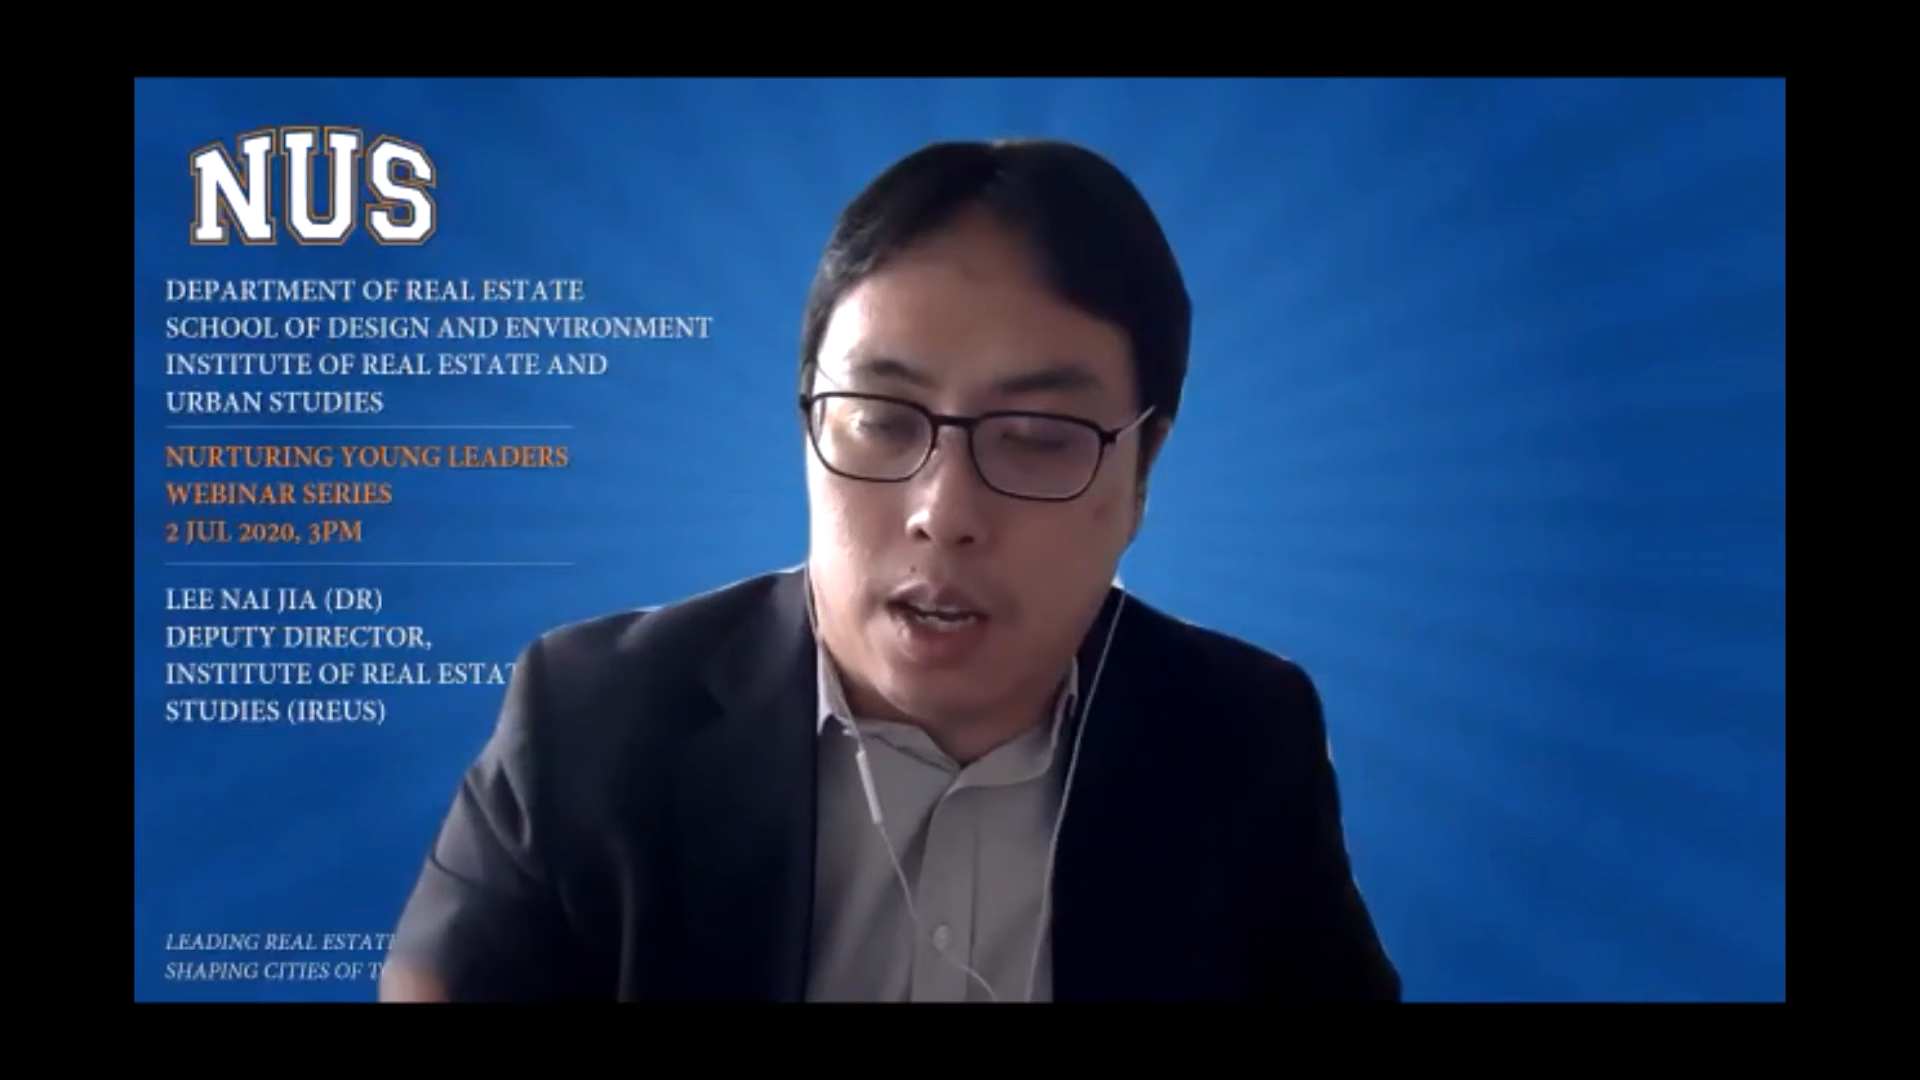 NUS
DEPARTMENT OF REAL ESTATE
SCHOOL OF DESIGN AND ENVIRONMENT
INSTITUTE OF REAL ESTATE AND
URBAN STUDIES
NURTURING YOUNG LEADERS
WEBINAR SERIES
2 JUL 2020, 3PM
LEE NAI JIA (DR)
DEPUTY DIRECTOR,
INSTITUTE OF REAL
STUDIES (IREUS)
LEADING REAL
SHAPING CITIES OF